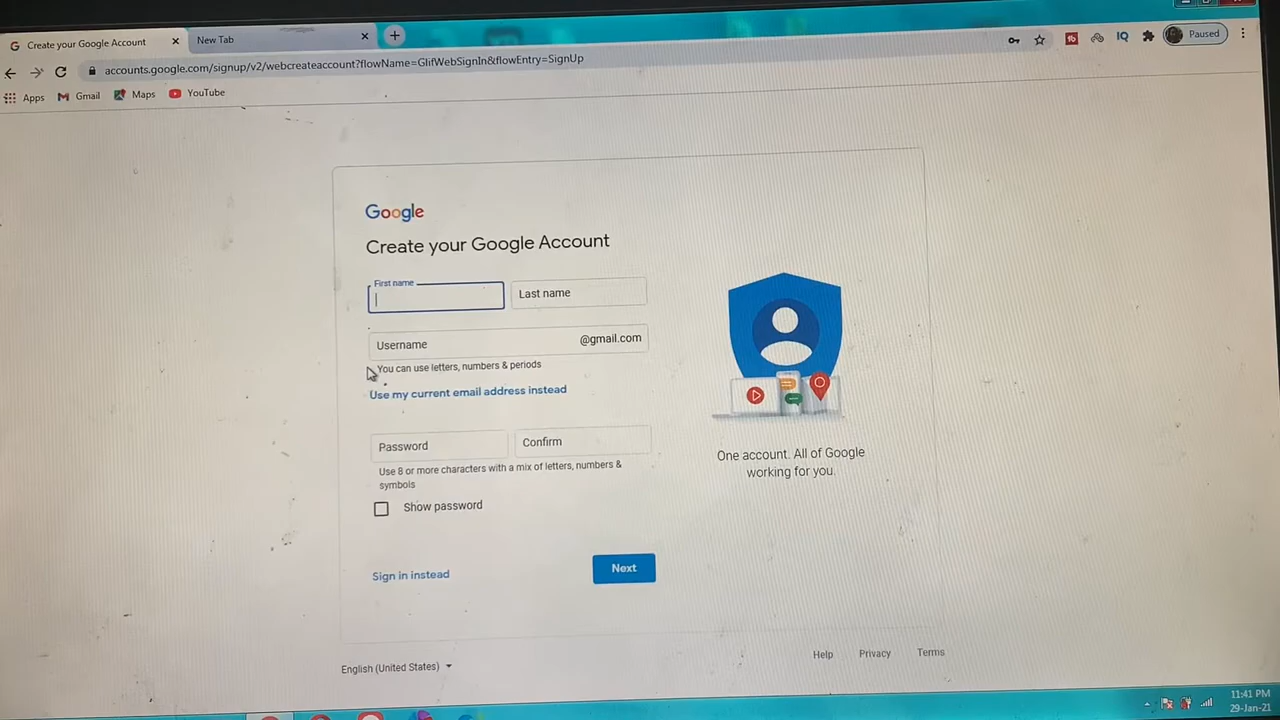 Create your Google Account
New Tab
accounts.google.com/signup/v2/webcreateaccount?flowName=GlifWebSignIn&flowEntry=SignUp
IQ
Paused
Apps
Gmail
Maps
YouTube
Google
Create your Google Account
First name
Last name
Username
@gmail.com
You can use letters, numbers & periods
Use my current email address instead
Password
Confirm
Use 8 or more characters with a mix of letters, numbers &
symbols
Show password
Sign in instead
Next
One account. All of Google
working for you.
English (United States)
Help
Privacy
Terms
11:41 PM
29-Jan-21